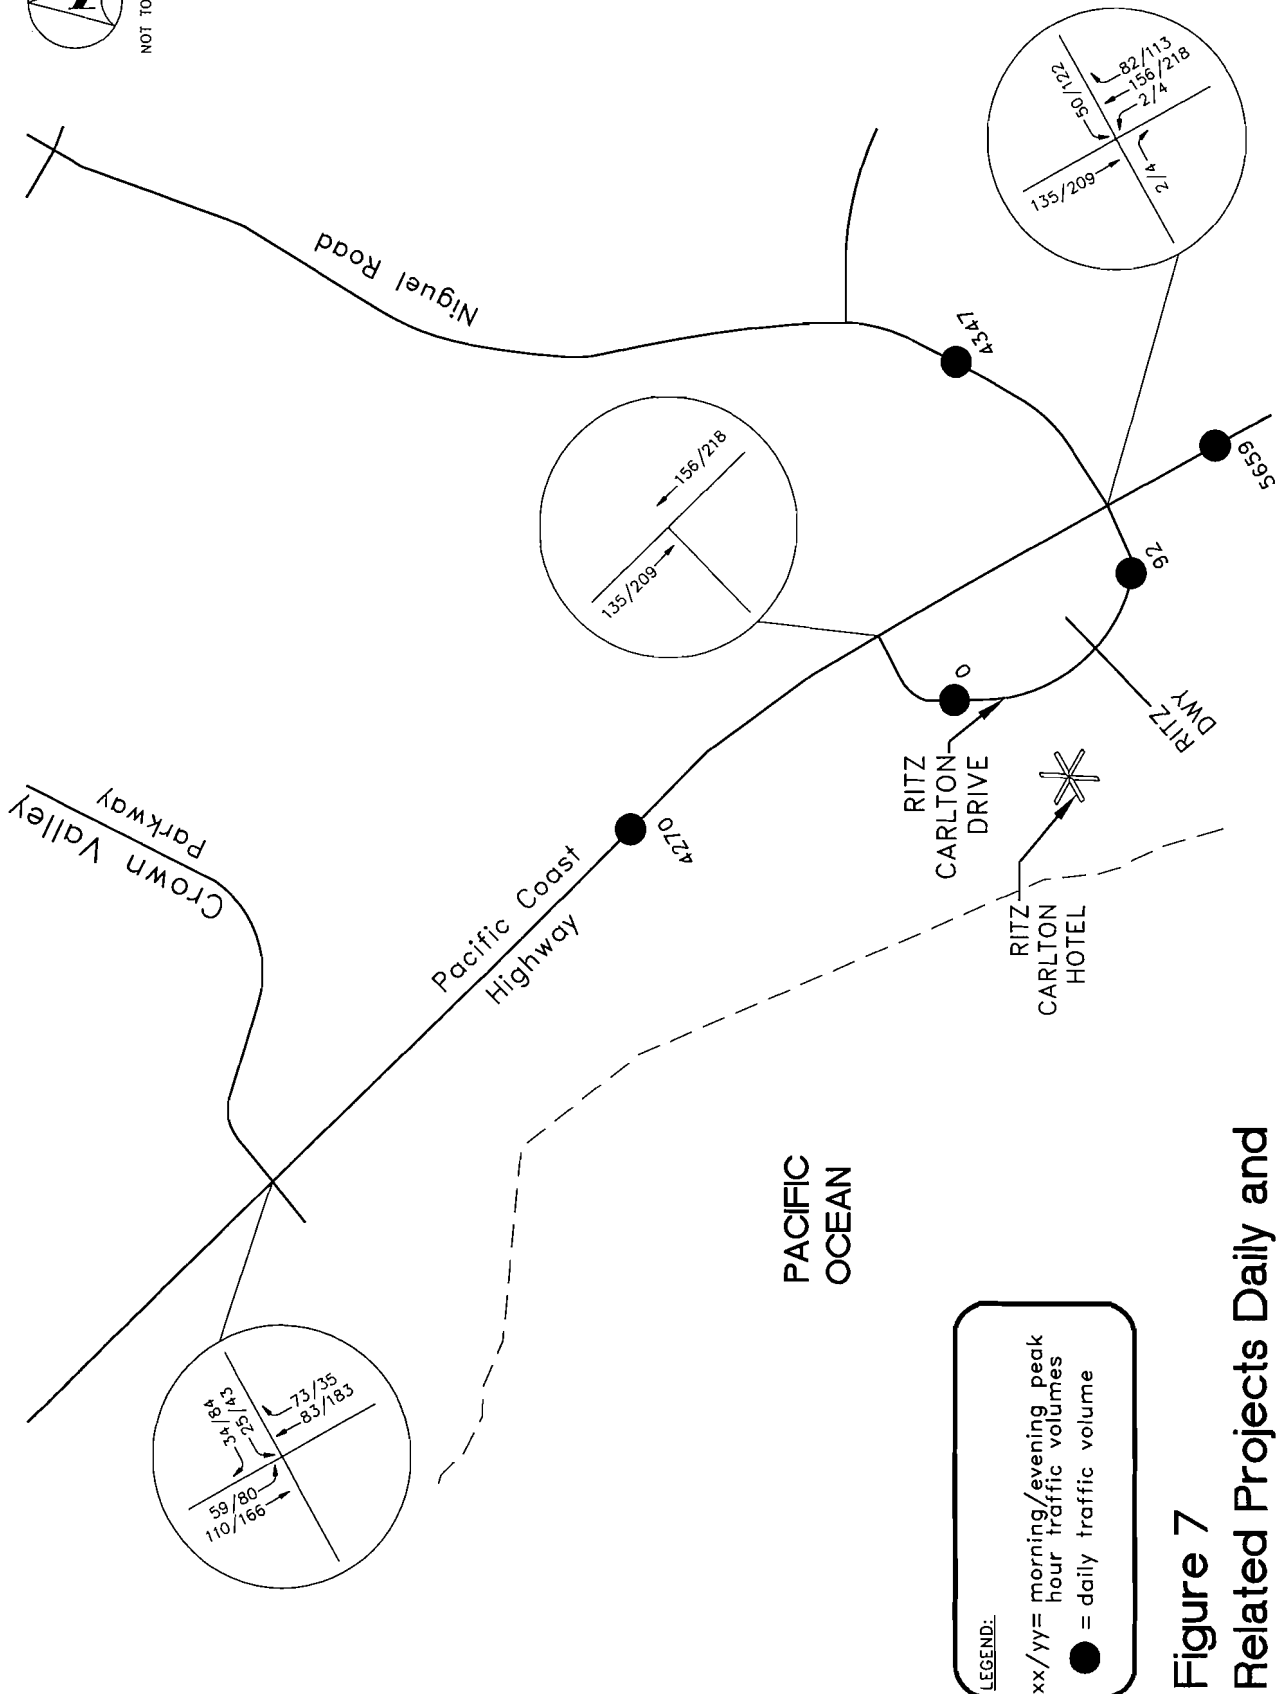 NOT TO
Niguel Road
Crown Valley
Parkway
Pacific Coast
Highway
RITZ
CARLTON
DRIVE
RITZ
CARLTON
HOTEL
RITZ
DWY
PACIFIC
OCEAN
4347
5659
92
0
4270
50/122
82/113
156/218
2/4
135/209
2/4
156/218
135/209
34/84
25/43
73/35
83/183
59/80
110/166
LEGEND:
xx/yy= morning/evening peak
hour traffic volumes
= daily traffic volume
Figure 7
Related Projects Daily and